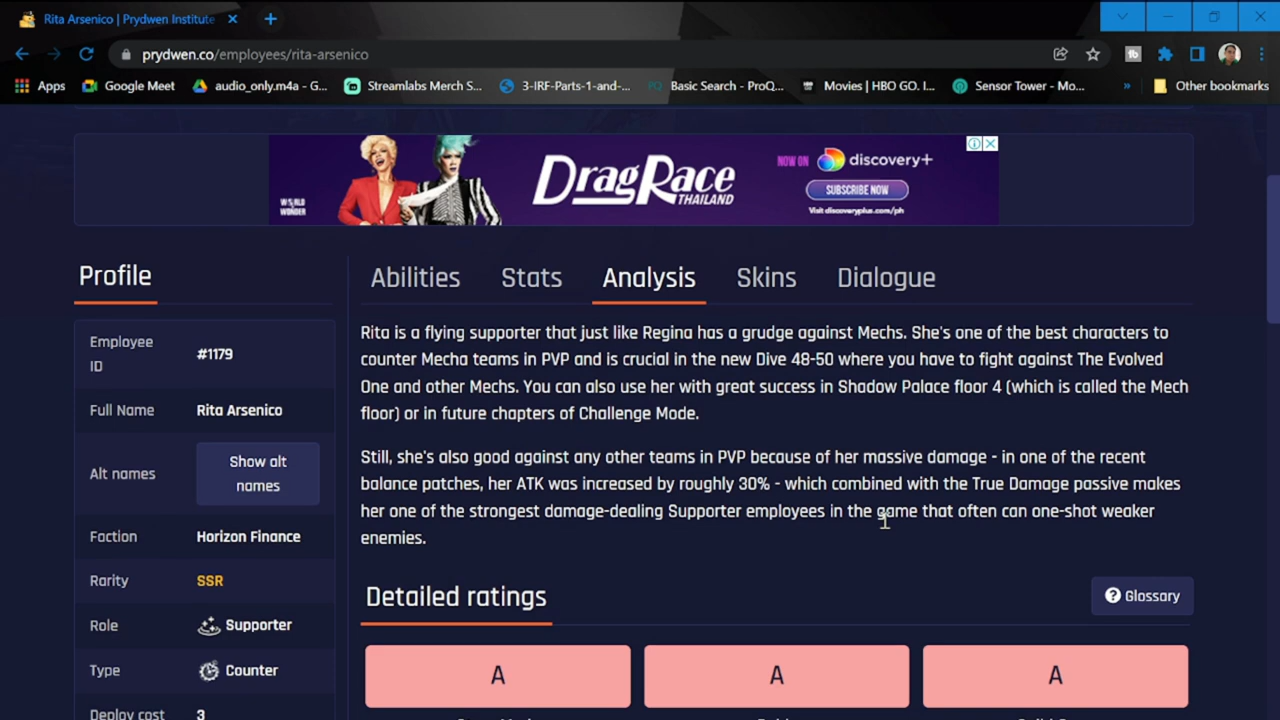 Rita Arsenico | Prydwen Institute
prydwen.co/employees/rita-arsenico
Apps
Google Meet
audio_only.m4a - G...
Streamlabs Merch S...
3-IRF-Parts-1-and-...
Basic Search - ProQ...
Movies | HBO GO. I...
Sensor Tower - Mo...
»
Other bookmarks
WORLD
WONDER
DragRace
THAILAND
NOW ON
discovery+
SUBSCRIBE NOW
Visit discoveryplus.com/ph
Profile
Employee
ID
#1179
Full Name
Rita Arsenico
Alt names
Show alt
names
Faction
Horizon Finance
Rarity
SSR
Role
Supporter
Type
Counter
Deploy cost
3
Abilities
Stats
Analysis
Skins
Dialogue
Rita is a flying supporter that just like Regina has a grudge against Mechs. She's one of the best characters to
counter Mecha teams in PVP and is crucial in the new Dive 48-50 where you have to fight against The Evolved
One and other Mechs. You can also use her with great success in Shadow Palace floor 4 (which is called the Mech
floor) or in future chapters of Challenge Mode.
Still, she's also good against any other teams in PVP because of her massive damage - in one of the recent
balance patches, her ATK was increased by roughly 30% - which combined with the True Damage passive makes
her one of the strongest damage-dealing Supporter employees in the game that often can one-shot weaker
enemies.
Detailed ratings
Glossary
A
A
A